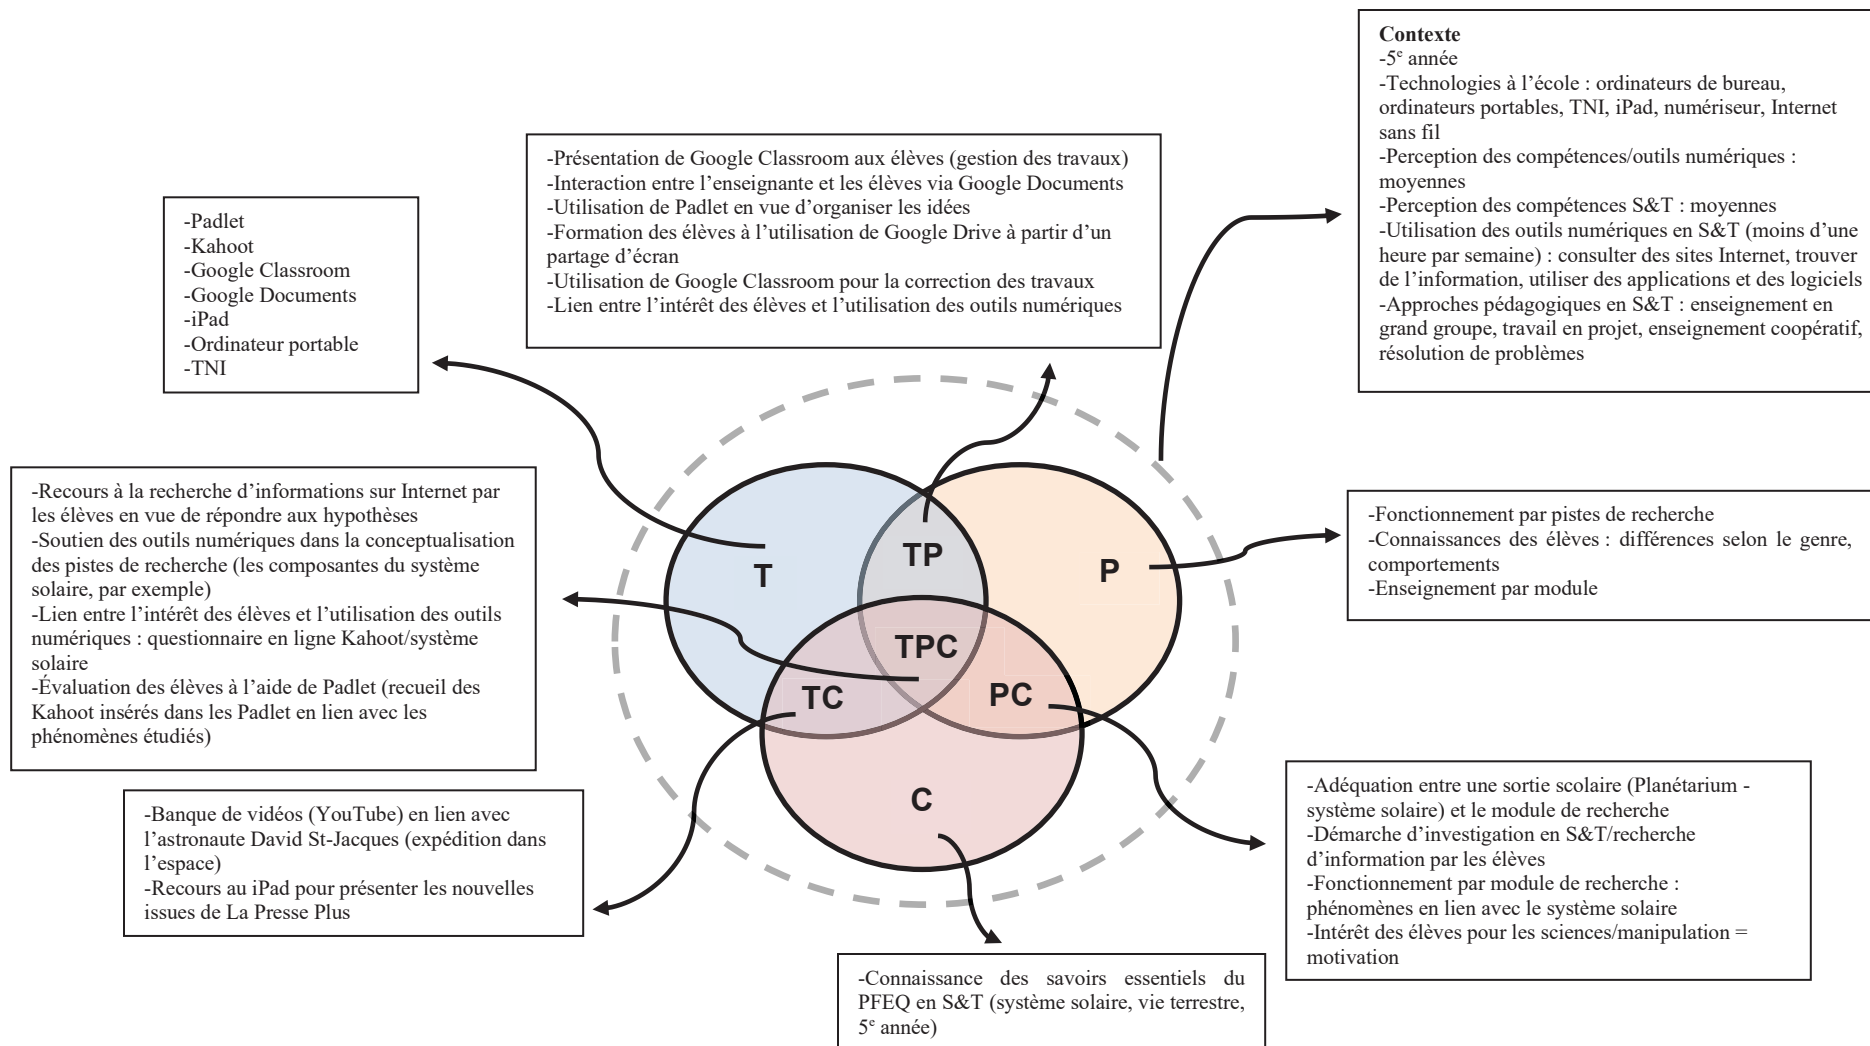 Contexte
-5e année
-Technologies à l’école : ordinateurs de bureau,
ordinateurs portables, TNI, iPad, numériseur, Internet
sans fil
-Perception des compétences/outils numériques :
moyennes
-Perception des compétences S&T : moyennes
-Utilisation des outils numériques en S&T (moins d’une
heure par semaine) : consulter des sites Internet, trouver
de l’information, utiliser des applications et des logiciels
-Approches pédagogiques en S&T : enseignement en
grand groupe, travail en projet, enseignement coopératif,
résolution de problèmes
-Présentation de Google Classroom aux élèves (gestion des travaux)
-Interaction entre l’enseignante et les élèves via Google Documents
-Utilisation de Padlet en vue d’organiser les idées
-Formation des élèves à l’utilisation de Google Drive à partir d’un
partage d’écran
-Utilisation de Google Classroom pour la correction des travaux
-Lien entre l’intérêt des élèves et l’utilisation des outils numériques
-Padlet
-Kahoot
-Google Classroom
-Google Documents
-iPad
-Ordinateur portable
-TNI
-Recours à la recherche d’informations sur Internet par
les élèves en vue de répondre aux hypothèses
-Soutien des outils numériques dans la conceptualisation
des pistes de recherche (les composantes du système
solaire, par exemple)
-Lien entre l’intérêt des élèves et l’utilisation des outils
numériques : questionnaire en ligne Kahoot/système
solaire
-Évaluation des élèves à l’aide de Padlet (recueil des
Kahoot insérés dans les Padlet en lien avec les
phénomènes étudiés)
T
TP
P
TPC
TC
PC
C
-Fonctionnement par pistes de recherche
-Connaissances des élèves : différences selon le genre,
comportements
-Enseignement par module
-Banque de vidéos (YouTube) en lien avec
l’astronaute David St-Jacques (expédition dans
l’espace)
-Recours au iPad pour présenter les nouvelles
issues de La Presse Plus
-Adéquation entre une sortie scolaire (Planétarium -
système solaire) et le module de recherche
-Démarche d’investigation en S&T/recherche
d’information par les élèves
-Fonctionnement par module de recherche :
phénomènes en lien avec le système solaire
-Intérêt des élèves pour les sciences/manipulation =
motivation
-Connaissance des savoirs essentiels du
PFEQ en S&T (système solaire, vie terrestre,
5e année)